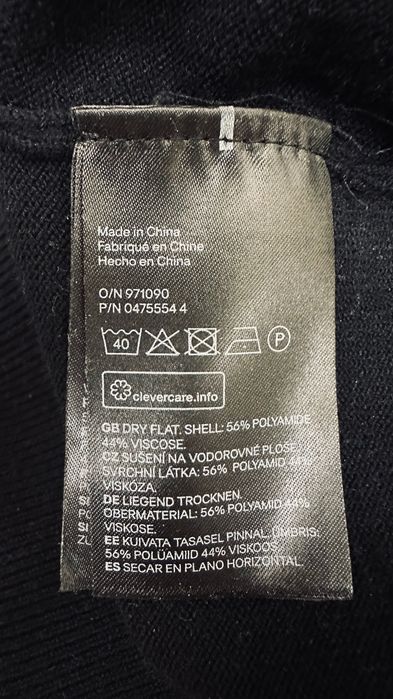 Made in China
Fabriqué en Chine
Hecho en China
O/N 971090
P/N 0475554 4
40
P
clevercare.info
GB DRY FLAT. SHELL: 56% POLYAMIDE
44% VISCOSE.
CZ SUŠENÍ NA VODOROVNÉ PLOŠE.
SVRCHNÍ LÁTKA: 56% POLYAMID 44%
VISKÓZA.
DE LIEGEND TROCKNEN.
OBERMATERIAL: 56% POLYAMID 44%
VISKOSE.
EE KUIVATA TASASEL PINNAL. ÜMBRIS:
56% POLÜAMIID 44% VISKOOS.
ES SECAR EN PLANO HORIZONTAL.